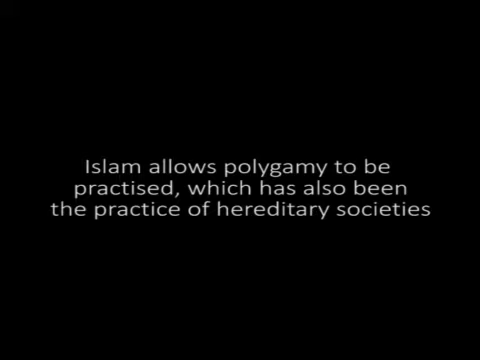 Islam allows polygamy to be
practised, which has also been
the practice of hereditary societies